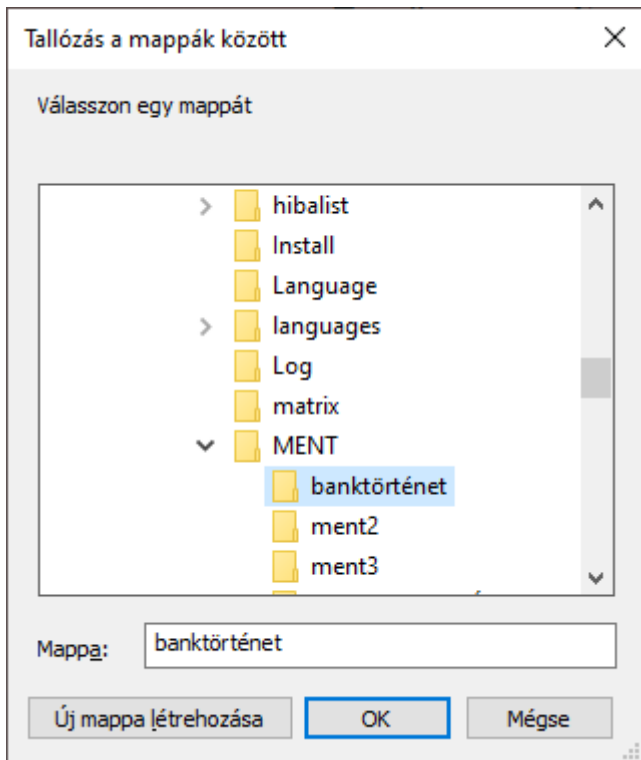 Tallózás a mappák között
Válasszon egy mappát
hibalist
Install
Language
languages
Log
matrix
MENT
banktörténet
ment2
ment3
Mappa: banktörténet
Új mappa létrehozása OK Mégse